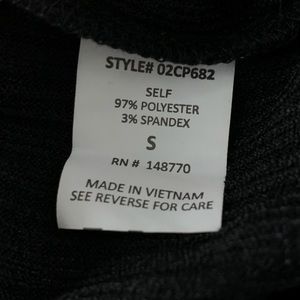 STYLE# 02CP682
SELF
97% POLYESTER
3% SPANDEX
S
RN # 148770
MADE IN VIETNAM
SEE REVERSE FOR CARE